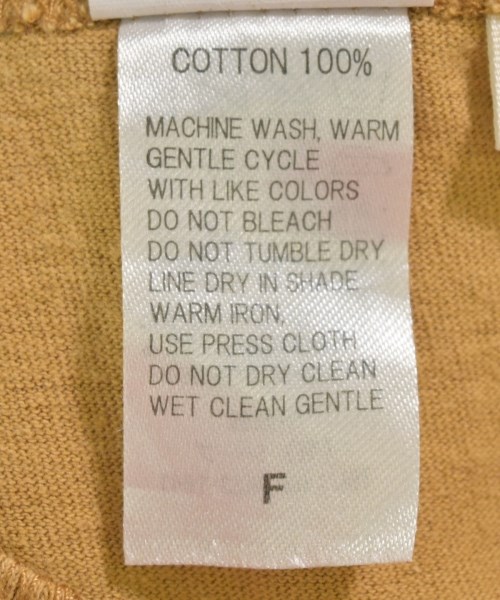 COTTON 100%
MACHINE WASH, WARM
GENTLE CYCLE
WITH LIKE COLORS
DO NOT BLEACH
DO NOT TUMBLE DRY
LINE DRY IN SHADE
WARM IRON,
USE PRESS CLOTH
DO NOT DRY CLEAN
WET CLEAN GENTLE
F